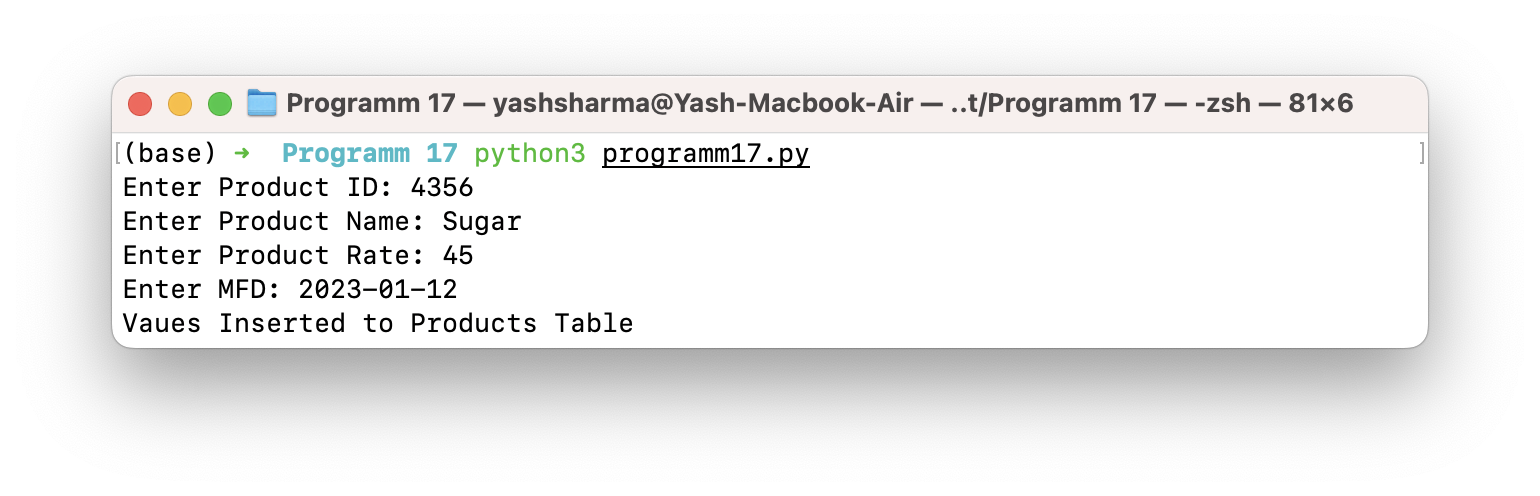 Programm 17 — yashsharma@Yash-Macbook-Air — ..t/Programm 17 — -zsh — 81×6
[(base) ➜  Programm 17 python3 programm17.py ]
Enter Product ID: 4356
Enter Product Name: Sugar
Enter Product Rate: 45
Enter MFD: 2023-01-12
Vaues Inserted to Products Table